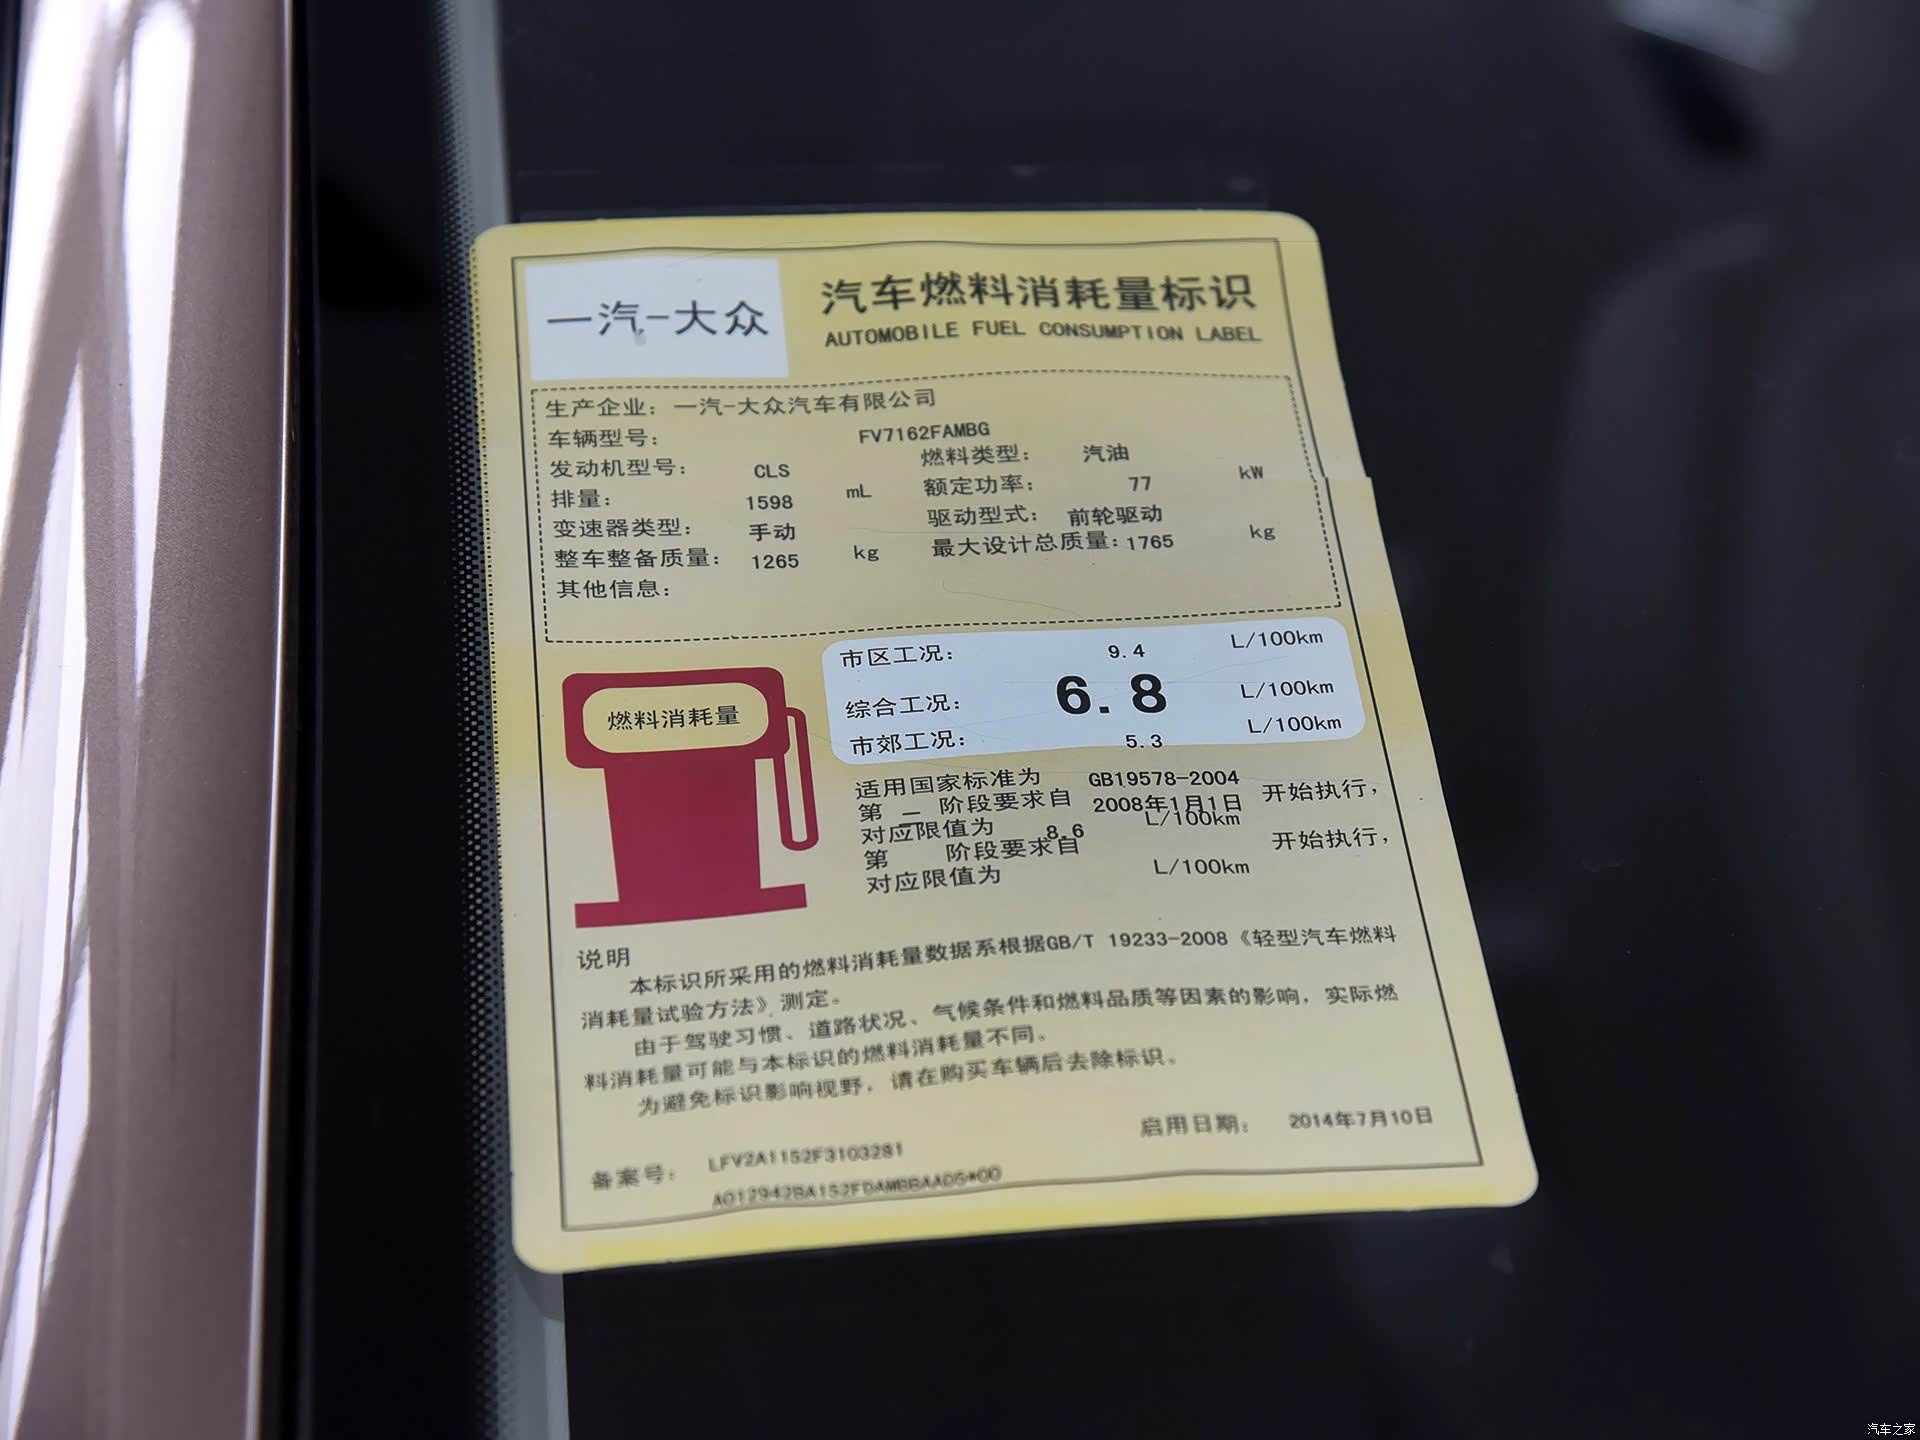 一汽-大众
汽车燃料消耗量标识
AUTOMOBILE FUEL CONSUMPTION LABEL
生产企业：一汽-大众汽车有限公司
车辆型号： FV7162FAMBG
发动机型号： CLS 燃料类型： 汽油
排量： 1598 mL 额定功率： 77 kW
变速器类型： 手动 驱动型式： 前轮驱动
整车整备质量： 1265 kg 最大设计总质量：1765 kg
其他信息：
燃料消耗量
市区工况： 9.4 L/100km
综合工况： 6.8 L/100km
市郊工况： 5.3 L/100km
适用国家标准为 GB19578-2004
第 二 阶段要求自 2008年1月1日 开始执行，
对应限值为 8.6 L/100km
第 阶段要求自 开始执行，
对应限值为 L/100km
说明
本标识所采用的燃料消耗量数据系根据GB/T 19233-2008《轻型汽车燃料
消耗量试验方法》测定。
由于驾驶习惯、道路状况、气候条件和燃料品质等因素的影响，实际燃
料消耗量可能与本标识的燃料消耗量不同。
为避免标识影响视野，请在购买车辆后去除标识。
启用日期： 2014年7月10日
备案号： LFV2A1152F3103281
汽车之家